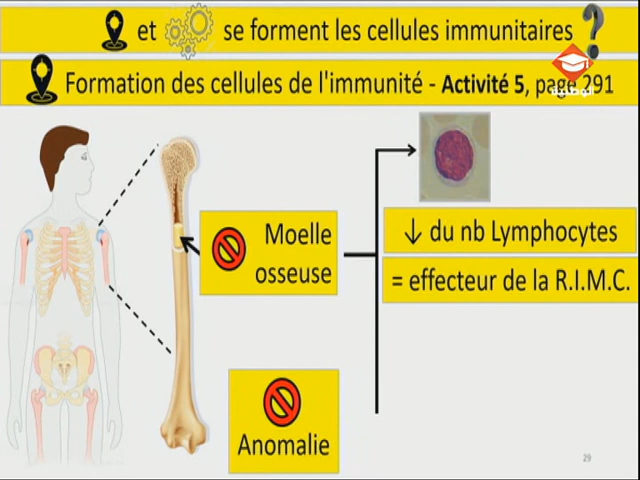 et se forment les cellules immunitaires ?
Formation des cellules de l'immunité - Activité 5, page 291
الوطنية
Moelle
osseuse
↓ du nb Lymphocytes
= effecteur de la R.I.M.C.
Anomalie
29